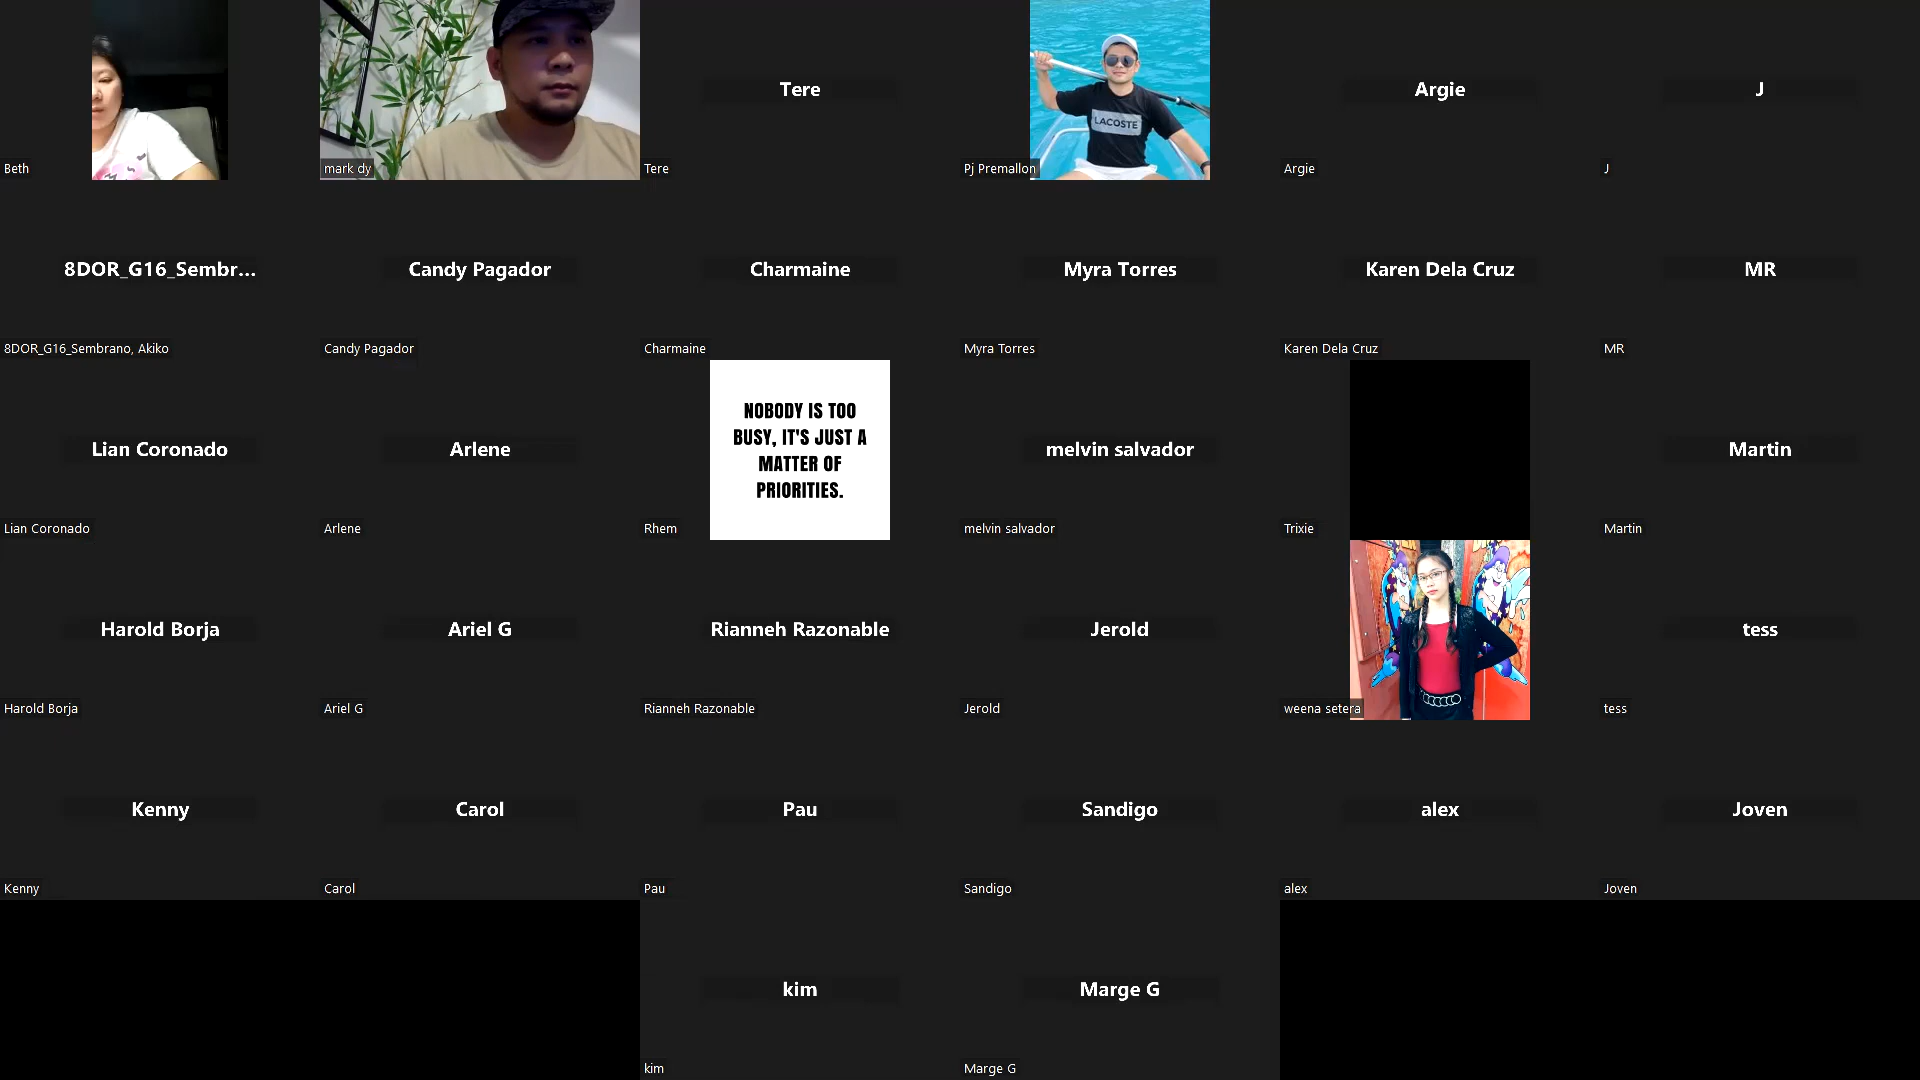 Beth
mark dy
Tere
Tere
Pj Premallon
LACOSTE
Argie
Argie
J
J
8DOR_G16_Sembr...
8DOR_G16_Sembrano, Akiko
Candy Pagador
Candy Pagador
Charmaine
Charmaine
Myra Torres
Myra Torres
Karen Dela Cruz
Karen Dela Cruz
MR
MR
Lian Coronado
Lian Coronado
Arlene
Arlene
NOBODY IS TOO
BUSY, IT'S JUST A
MATTER OF
PRIORITIES.
Rhem
melvin salvador
melvin salvador
Trixie
Martin
Martin
Harold Borja
Harold Borja
Ariel G
Ariel G
Rianneh Razonable
Rianneh Razonable
Jerold
Jerold
weena setera
tess
tess
Kenny
Kenny
Carol
Carol
Pau
Pau
Sandigo
Sandigo
alex
alex
Joven
Joven
kim
kim
Marge G
Marge G